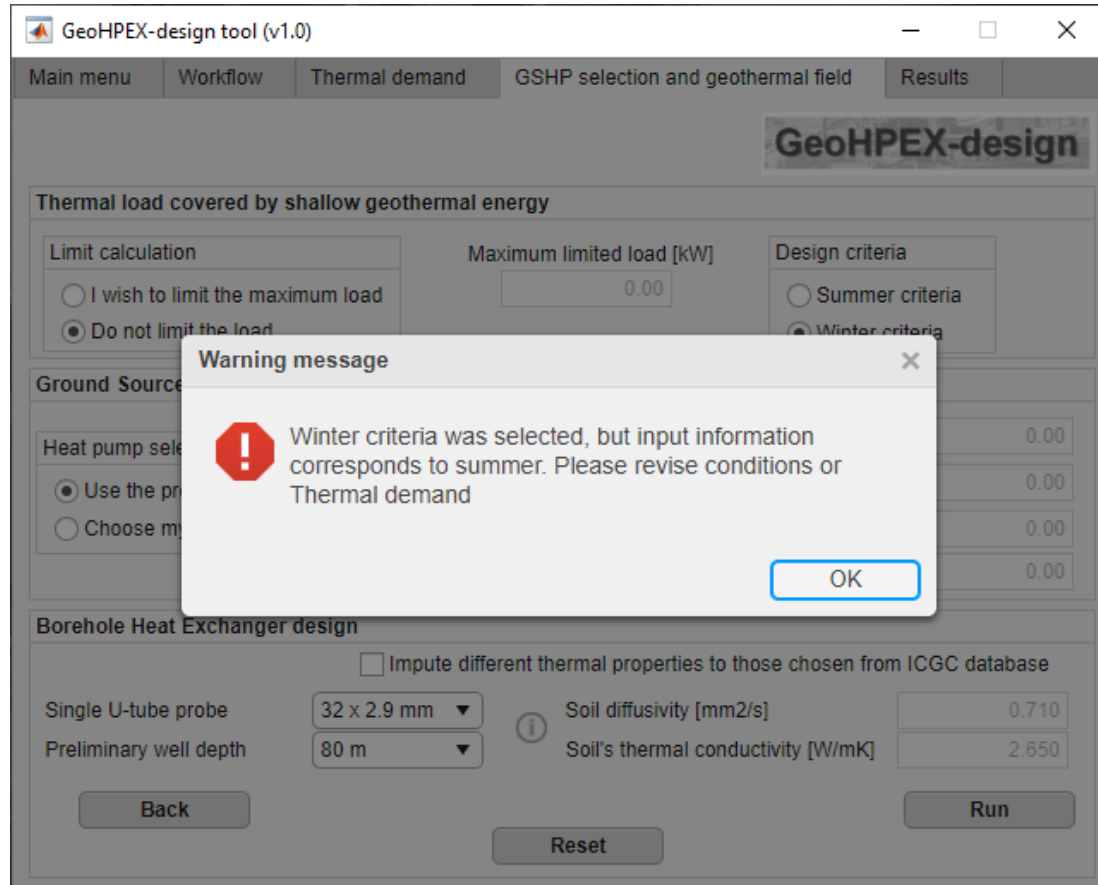 GeoHPEX-design tool (v1.0)
Main menu Workflow Thermal demand GSHP selection and geothermal field Results
GeoHPEX-design
Thermal load covered by shallow geothermal energy
Limit calculation
I wish to limit the maximum load
Do not limit the load
Maximum limited load [kW]
0.00
Design criteria
Summer criteria
Winter criteria
Warning message
Winter criteria was selected, but input information
corresponds to summer. Please revise conditions or
Thermal demand
OK
Ground Source
Heat pump sele
Use the pr
Choose my
0.00
0.00
0.00
0.00
Borehole Heat Exchanger design
Impute different thermal properties to those chosen from ICGC database
Single U-tube probe 32 x 2.9 mm Soil diffusivity [mm2/s] 0.710
Preliminary well depth 80 m Soil's thermal conductivity [W/mK] 2.650
Back
Run
Reset